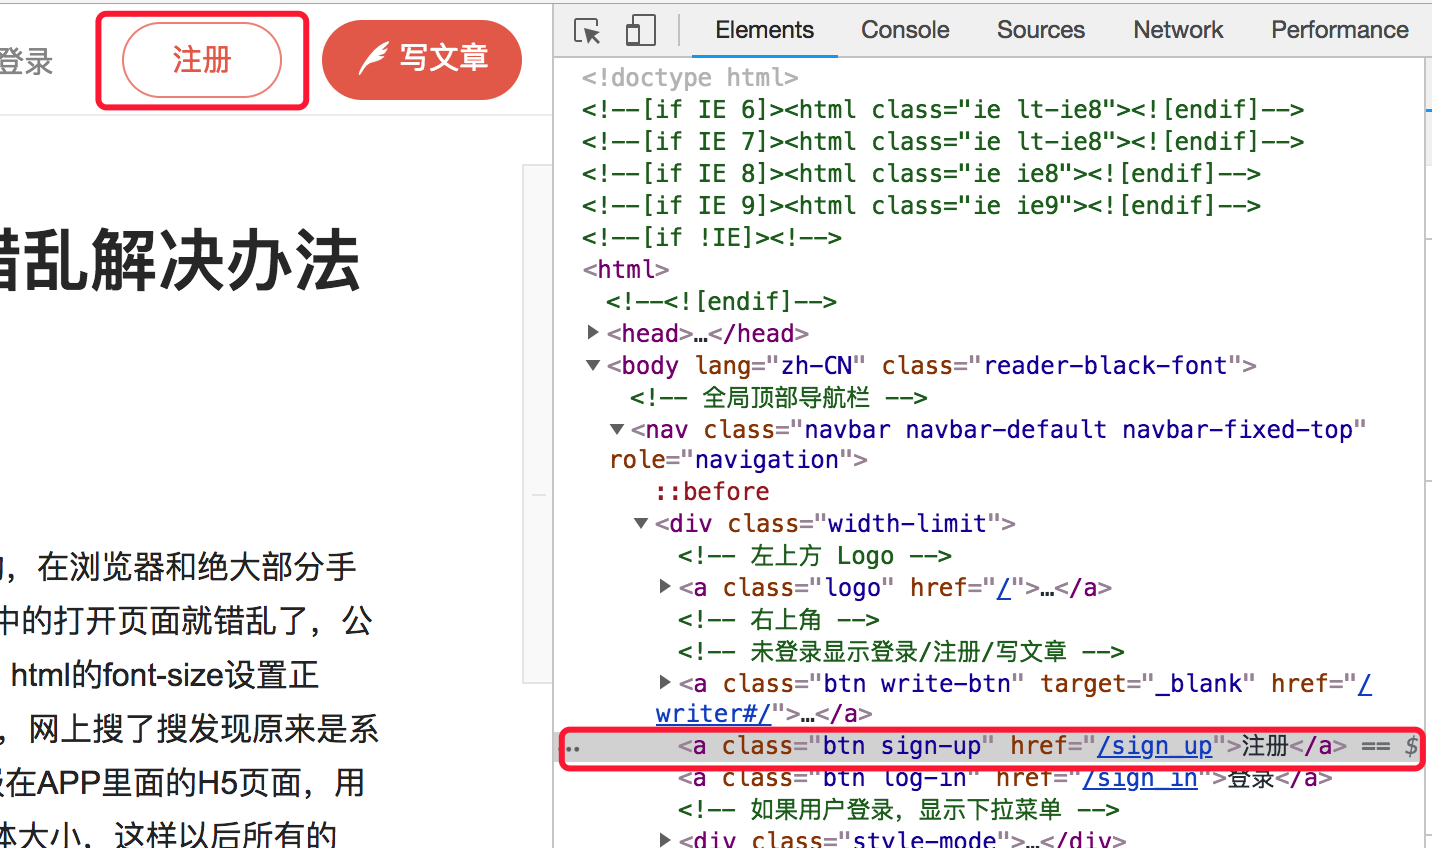 登录
注册
写文章
错乱解决办法
，在浏览器和绝大部分手
中的打开页面就错乱了，公
html的font-size设置正
，网上搜了搜发现原来是系
在APP里面的H5页面，用
体大小，这样以后所有的
Elements Console Sources Network Performance
<!doctype html>
<!--[if IE 6]><html class="ie lt-ie8"><![endif]-->
<!--[if IE 7]><html class="ie lt-ie8"><![endif]-->
<!--[if IE 8]><html class="ie ie8"><![endif]-->
<!--[if IE 9]><html class="ie ie9"><![endif]-->
<!--[if !IE]><!-->
<html>
<!--<![endif]-->
<head>…</head>
<body lang="zh-CN" class="reader-black-font">
<!-- 全局顶部导航栏 -->
<nav class="navbar navbar-default navbar-fixed-top"
role="navigation">
::before
<div class="width-limit">
<!-- 左上方 Logo -->
<a class="logo" href="/">…</a>
<!-- 右上角 -->
<!-- 未登录显示登录/注册/写文章 -->
<a class="btn write-btn" target="_blank" href="/
writer#/">…</a>
<a class="btn sign-up" href="/sign_up">注册</a> == $
<a class="btn log-in" href="/sign_in">登录</a>
<!-- 如果用户登录，显示下拉菜单 -->
<div class="style-mode">…</div>